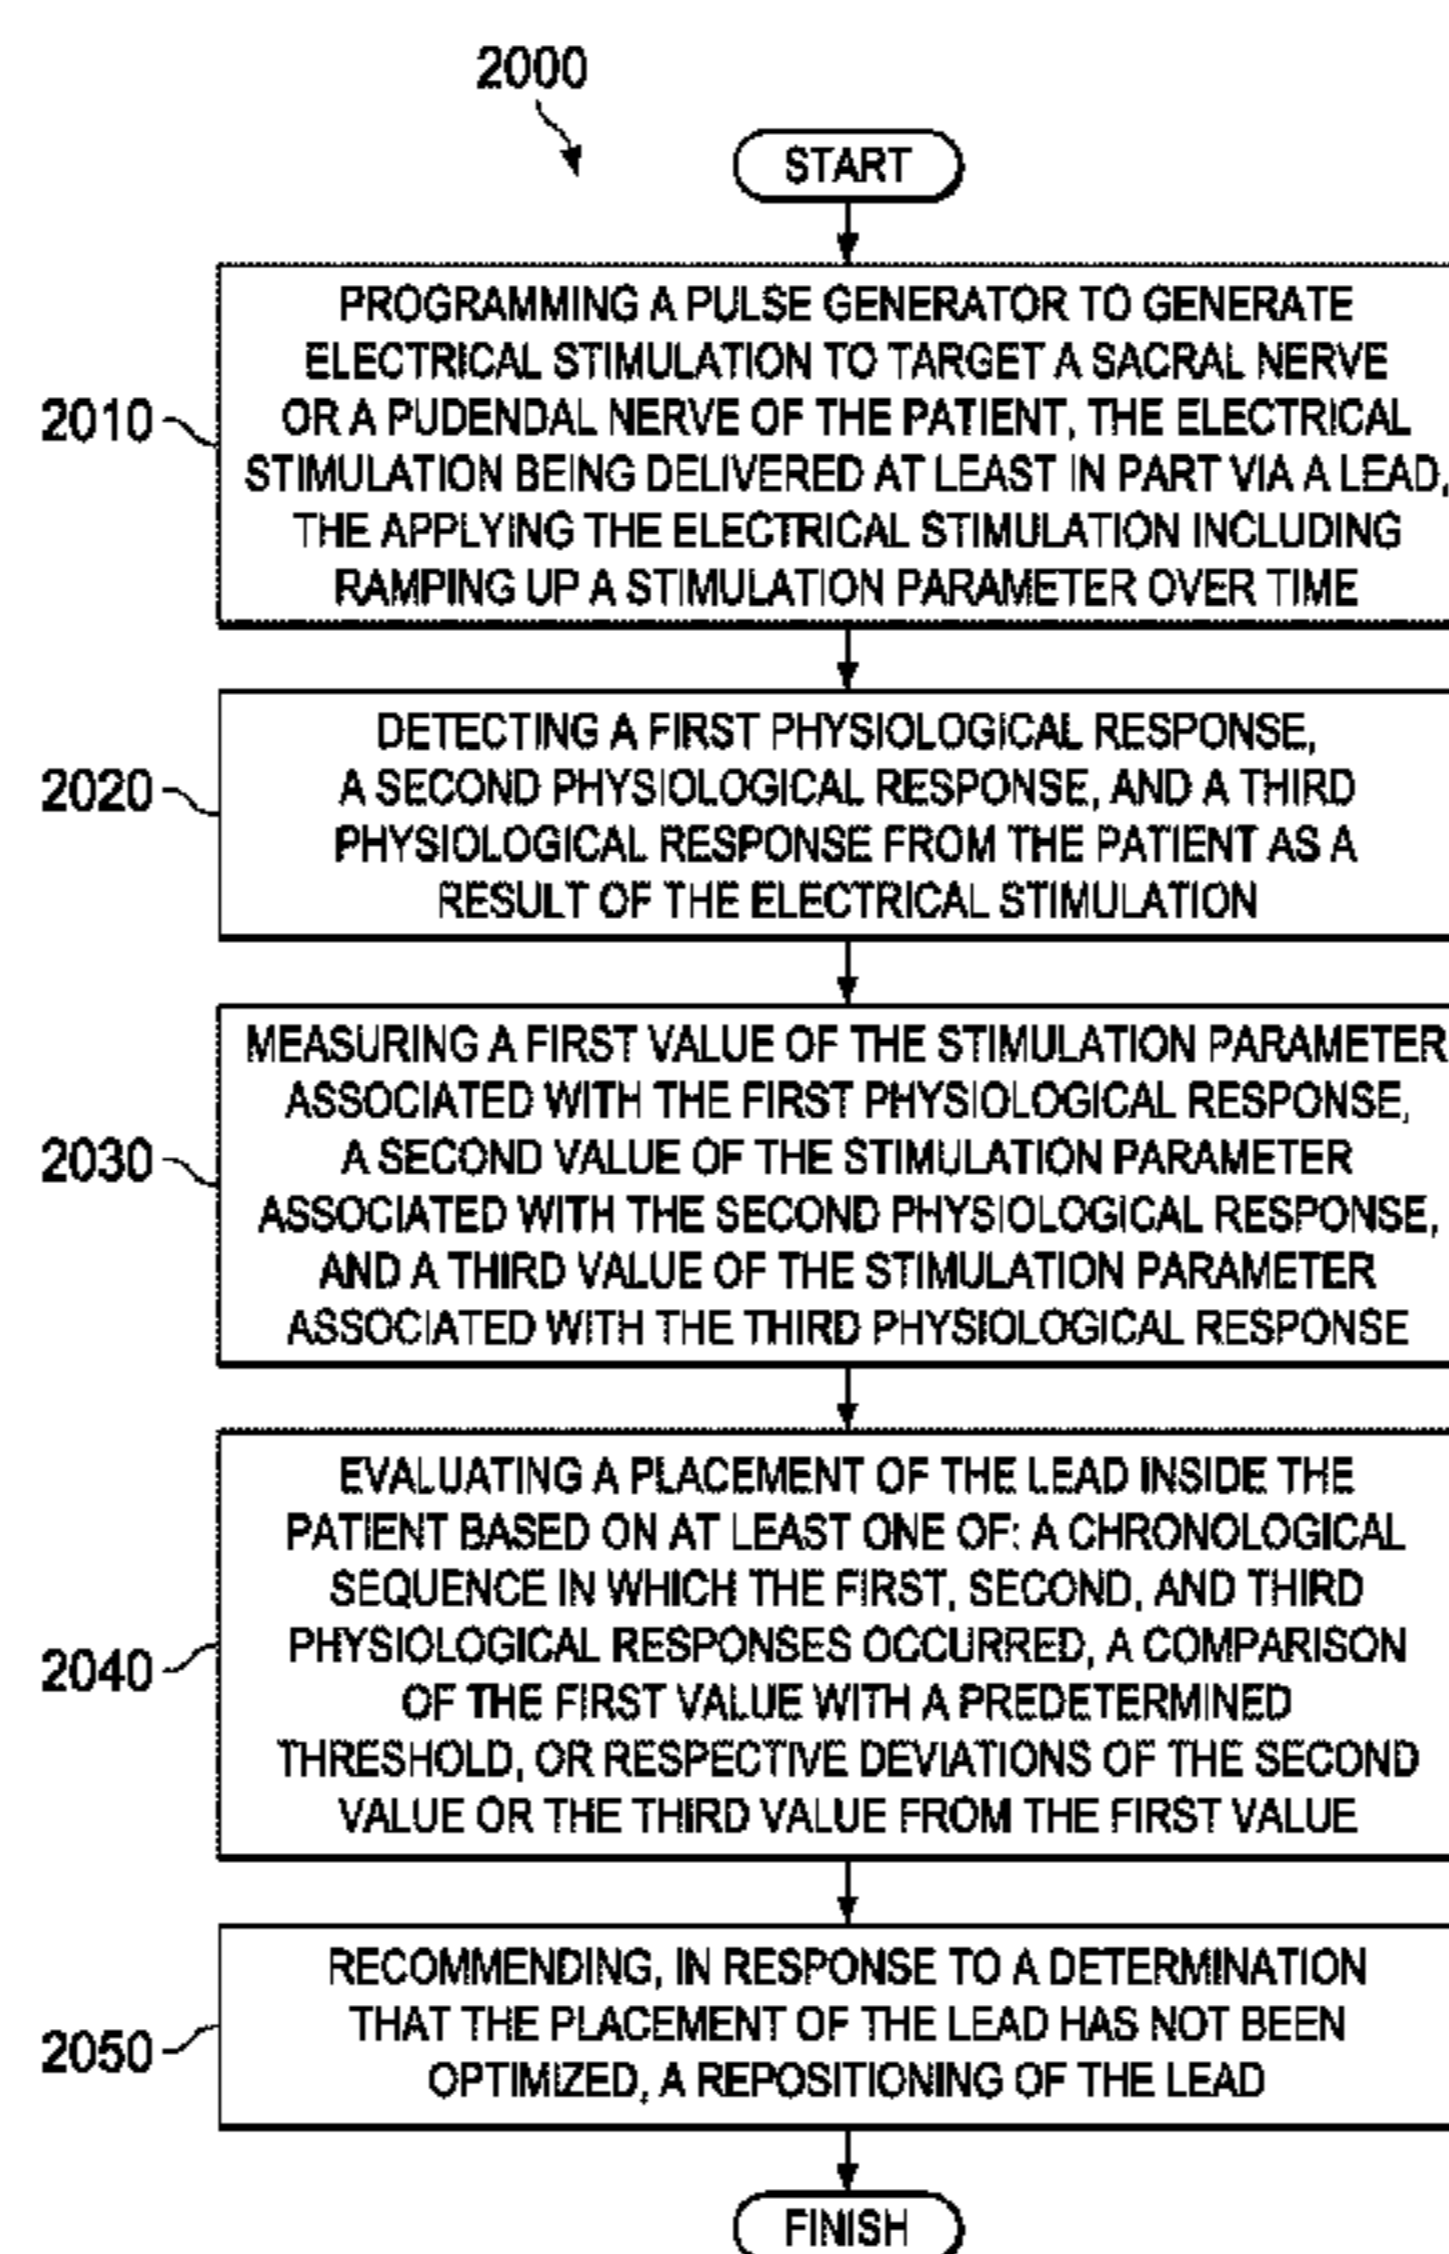 2000
START
PROGRAMMING A PULSE GENERATOR TO GENERATE
ELECTRICAL STIMULATION TO TARGET A SACRAL NERVE
2010
OR A PUDENDAL NERVE OF THE PATIENT, THE ELECTRICAL
STIMULATION BEING DELIVERED AT LEAST IN PART VIA A LEAD,
THE APPLYING THE ELECTRICAL STIMULATION INCLUDING
RAMPING UP A STIMULATION PARAMETER OVER TIME
DETECTING A FIRST PHYSIOLOGICAL RESPONSE,
2020
A SECOND PHYSIOLOGICAL RESPONSE, AND A THIRD
PHYSIOLOGICAL RESPONSE FROM THE PATIENT AS A
RESULT OF THE ELECTRICAL STIMULATION
MEASURING A FIRST VALUE OF THE STIMULATION PARAMETER
ASSOCIATED WITH THE FIRST PHYSIOLOGICAL RESPONSE,
2030
A SECOND VALUE OF THE STIMULATION PARAMETER
ASSOCIATED WITH THE SECOND PHYSIOLOGICAL RESPONSE,
AND A THIRD VALUE OF THE STIMULATION PARAMETER
ASSOCIATED WITH THE THIRD PHYSIOLOGICAL RESPONSE
EVALUATING A PLACEMENT OF THE LEAD INSIDE THE
PATIENT BASED ON AT LEAST ONE OF: A CHRONOLOGICAL
SEQUENCE IN WHICH THE FIRST, SECOND, AND THIRD
2040
PHYSIOLOGICAL RESPONSES OCCURRED, A COMPARISON
OF THE FIRST VALUE WITH A PREDETERMINED
THRESHOLD, OR RESPECTIVE DEVIATIONS OF THE SECOND
VALUE OR THE THIRD VALUE FROM THE FIRST VALUE
RECOMMENDING, IN RESPONSE TO A DETERMINATION
2050
THAT THE PLACEMENT OF THE LEAD HAS NOT BEEN
OPTIMIZED, A REPOSITIONING OF THE LEAD
FINISH